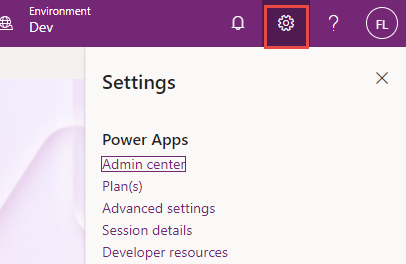 Environment
Dev
FL
Settings
Power Apps
Admin center
Plan(s)
Advanced settings
Session details
Developer resources